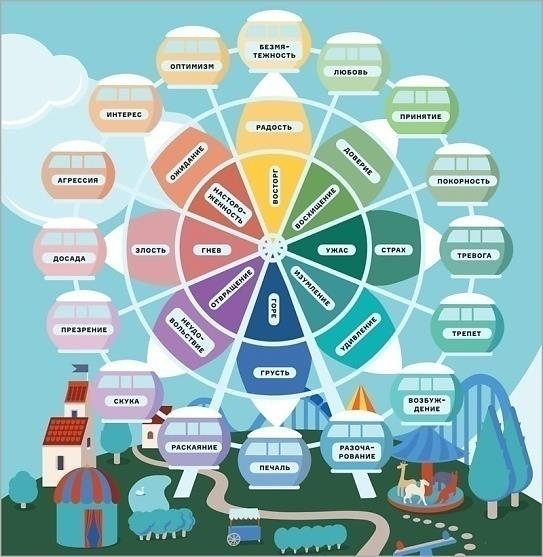 БЕЗМЯ-
ТЕЖНОСТЬ
ОПТИМИЗМ
ЛЮБОВЬ
ИНТЕРЕС
ПРИНЯТИЕ
РАДОСТЬ
ОЖИДАНИЕ
ДОВЕРИЕ
АГРЕССИЯ
ПОКОРНОСТЬ
ВОСТОРГ
НАСТОРО-
ЖЕННОСТЬ
ВОСХИЩЕНИЕ
ДОСАДА
ЗЛОСТЬ
ГНЕВ
УЖАС
СТРАХ
ТРЕВОГА
ОТВРАЩЕНИЕ
ГОРЕ
ИЗУМЛЕНИЕ
ПРЕЗРЕНИЕ
НЕУДО-
ВОЛЬСТВИЕ
УДИВЛЕНИЕ
ТРЕПЕТ
ГРУСТЬ
СКУКА
ВОЗБУЖ-
ДЕНИЕ
РАСКАЯНИЕ
ПЕЧАЛЬ
РАЗОЧА-
РОВАНИЕ